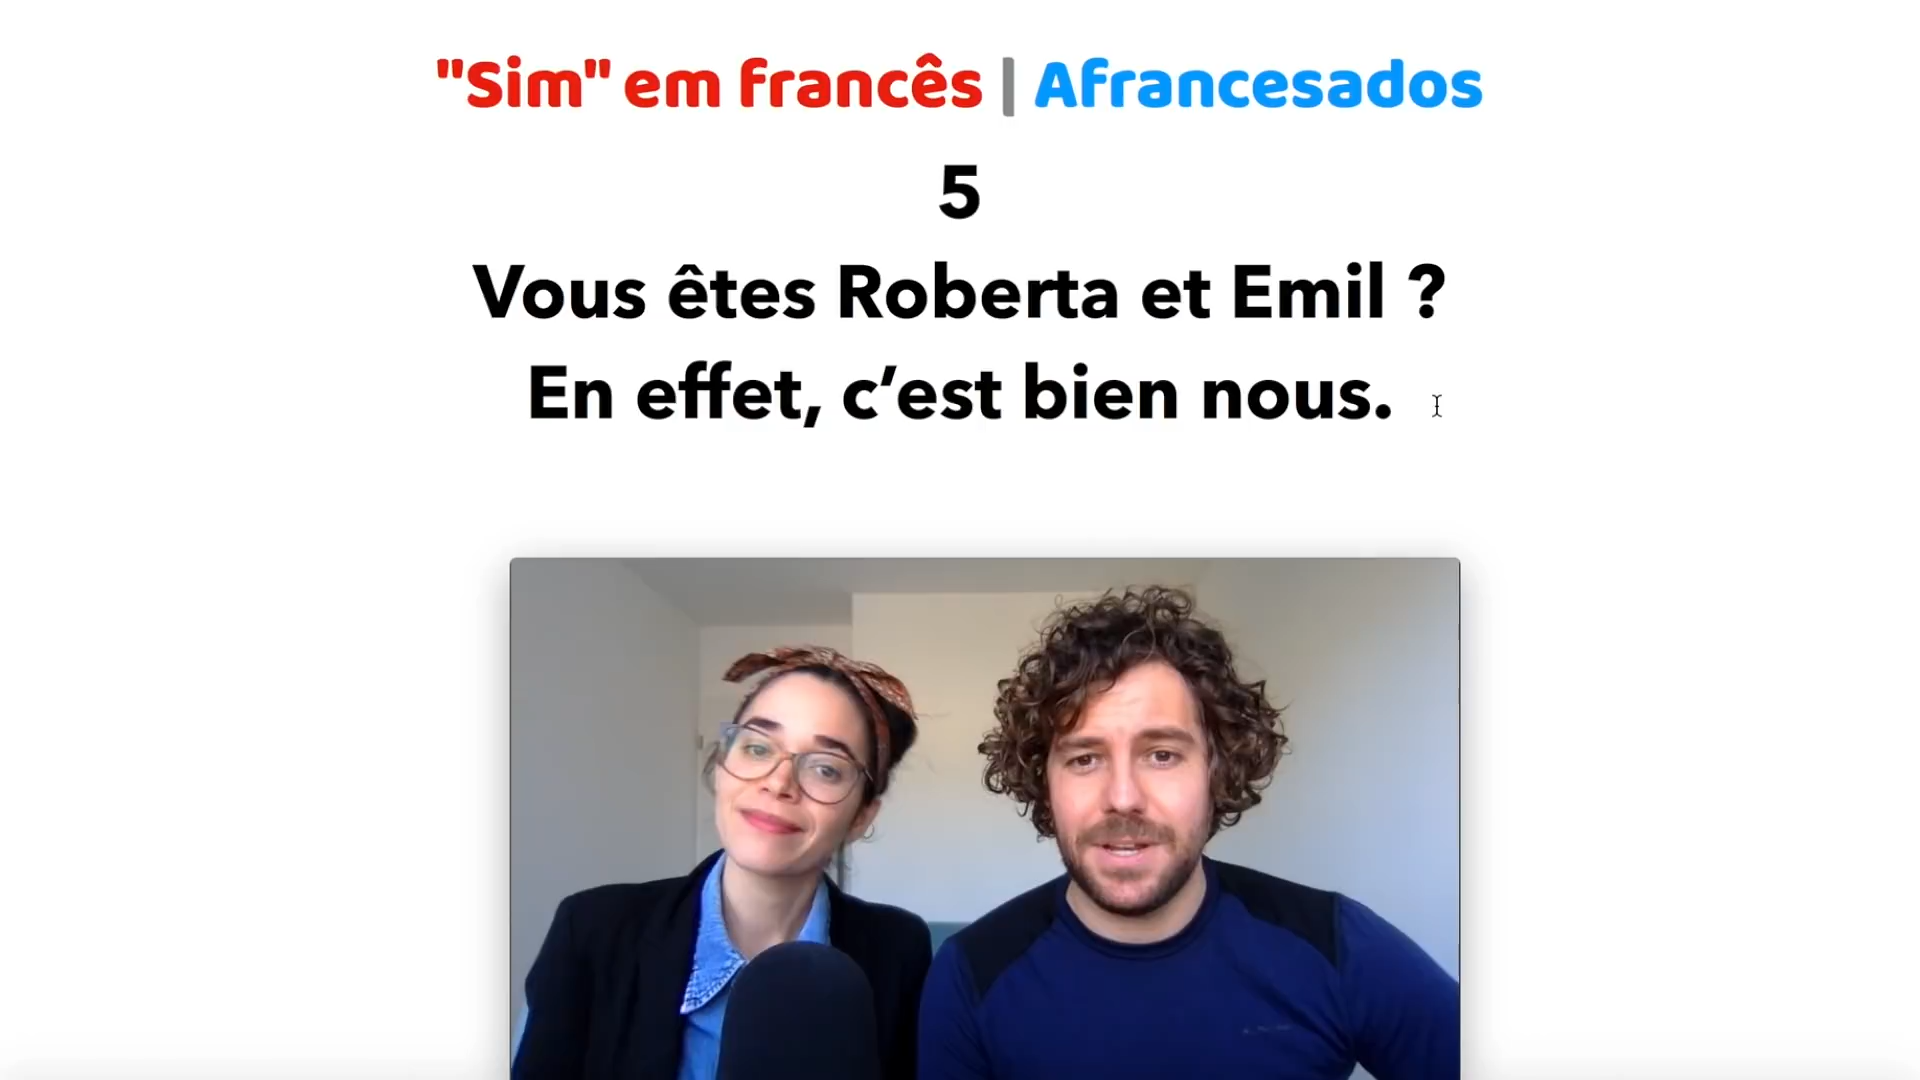 "Sim" em francês | Afrancesados
5
Vous êtes Roberta et Emil ?
En effet, c’est bien nous.